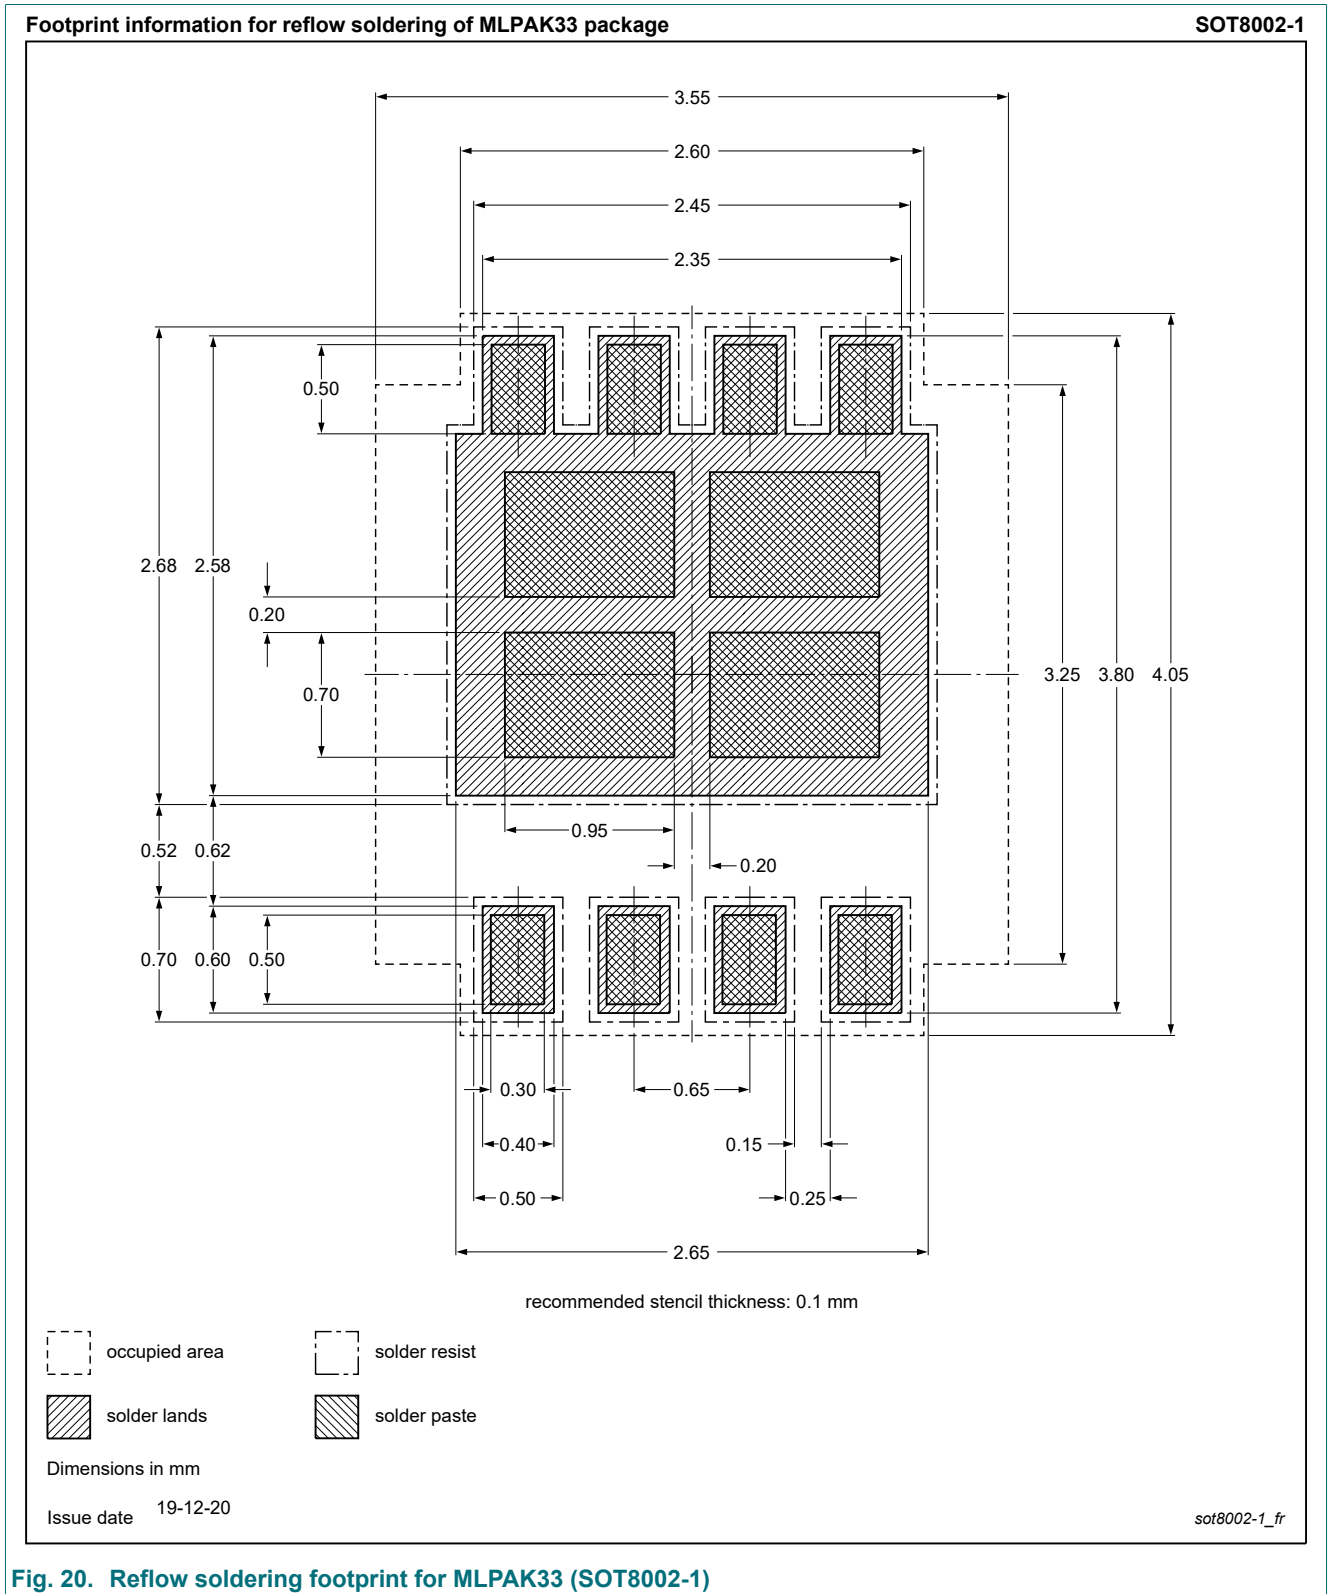 Footprint information for reflow soldering of MLPAK33 package SOT8002-1
3.55
2.60
2.45
2.35
0.50
2.68 2.58
0.20
3.25 3.80 4.05
0.70
0.95
0.52 0.62
0.20
0.70 0.60 0.50
0.30 0.65
0.40 0.15
0.50 0.25
2.65
recommended stencil thickness: 0.1 mm
occupied area solder resist
solder lands solder paste
Dimensions in mm
Issue date 19-12-20
sot8002-1_fr
Fig. 20. Reflow soldering footprint for MLPAK33 (SOT8002-1)